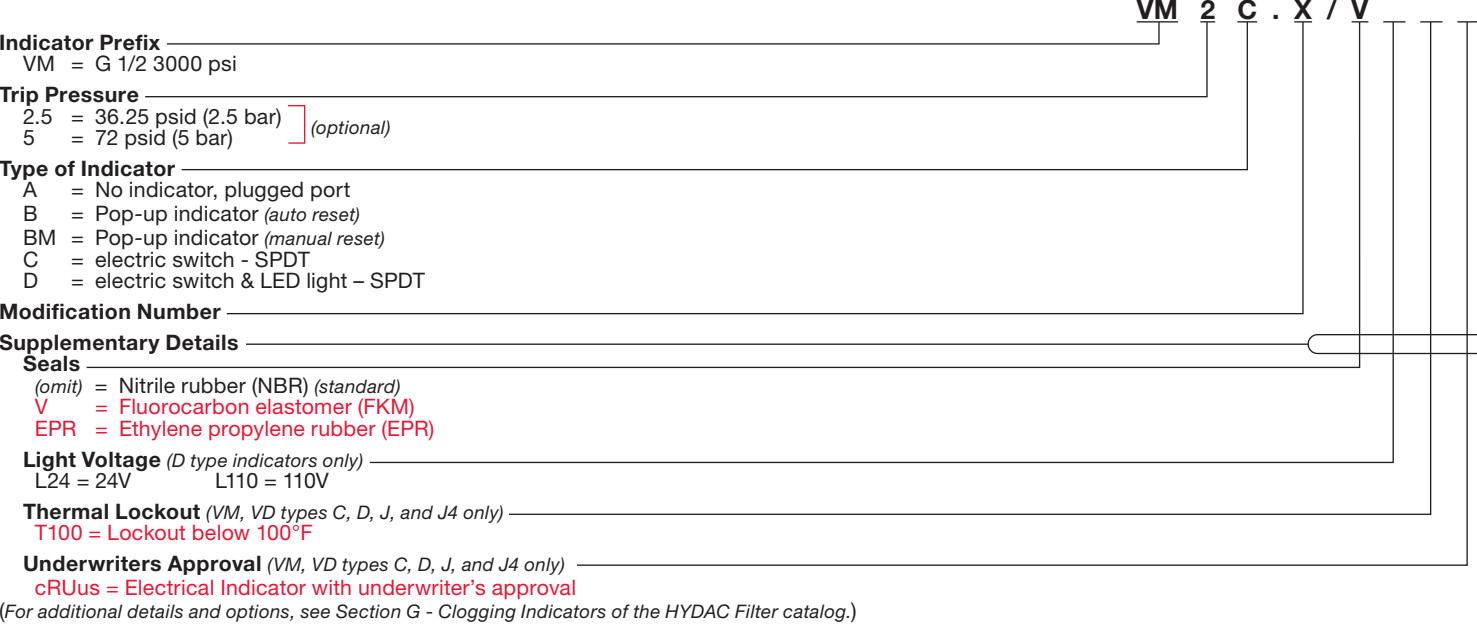 VM 2 C . X / V _ _ _
Indicator Prefix
VM = G 1/2 3000 psi
Trip Pressure
2.5 = 36.25 psid (2.5 bar)
5 = 72 psid (5 bar)
(optional)
Type of Indicator
A = No indicator, plugged port
B = Pop-up indicator (auto reset)
BM = Pop-up indicator (manual reset)
C = electric switch - SPDT
D = electric switch & LED light – SPDT
Modification Number
Supplementary Details
Seals
(omit) = Nitrile rubber (NBR) (standard)
V = Fluorocarbon elastomer (FKM)
EPR = Ethylene propylene rubber (EPR)
Light Voltage (D type indicators only)
L24 = 24V L110 = 110V
Thermal Lockout (VM, VD types C, D, J, and J4 only)
T100 = Lockout below 100°F
Underwriters Approval (VM, VD types C, D, J, and J4 only)
cRUus = Electrical Indicator with underwriter's approval
(For additional details and options, see Section G - Clogging Indicators of the HYDAC Filter catalog.)